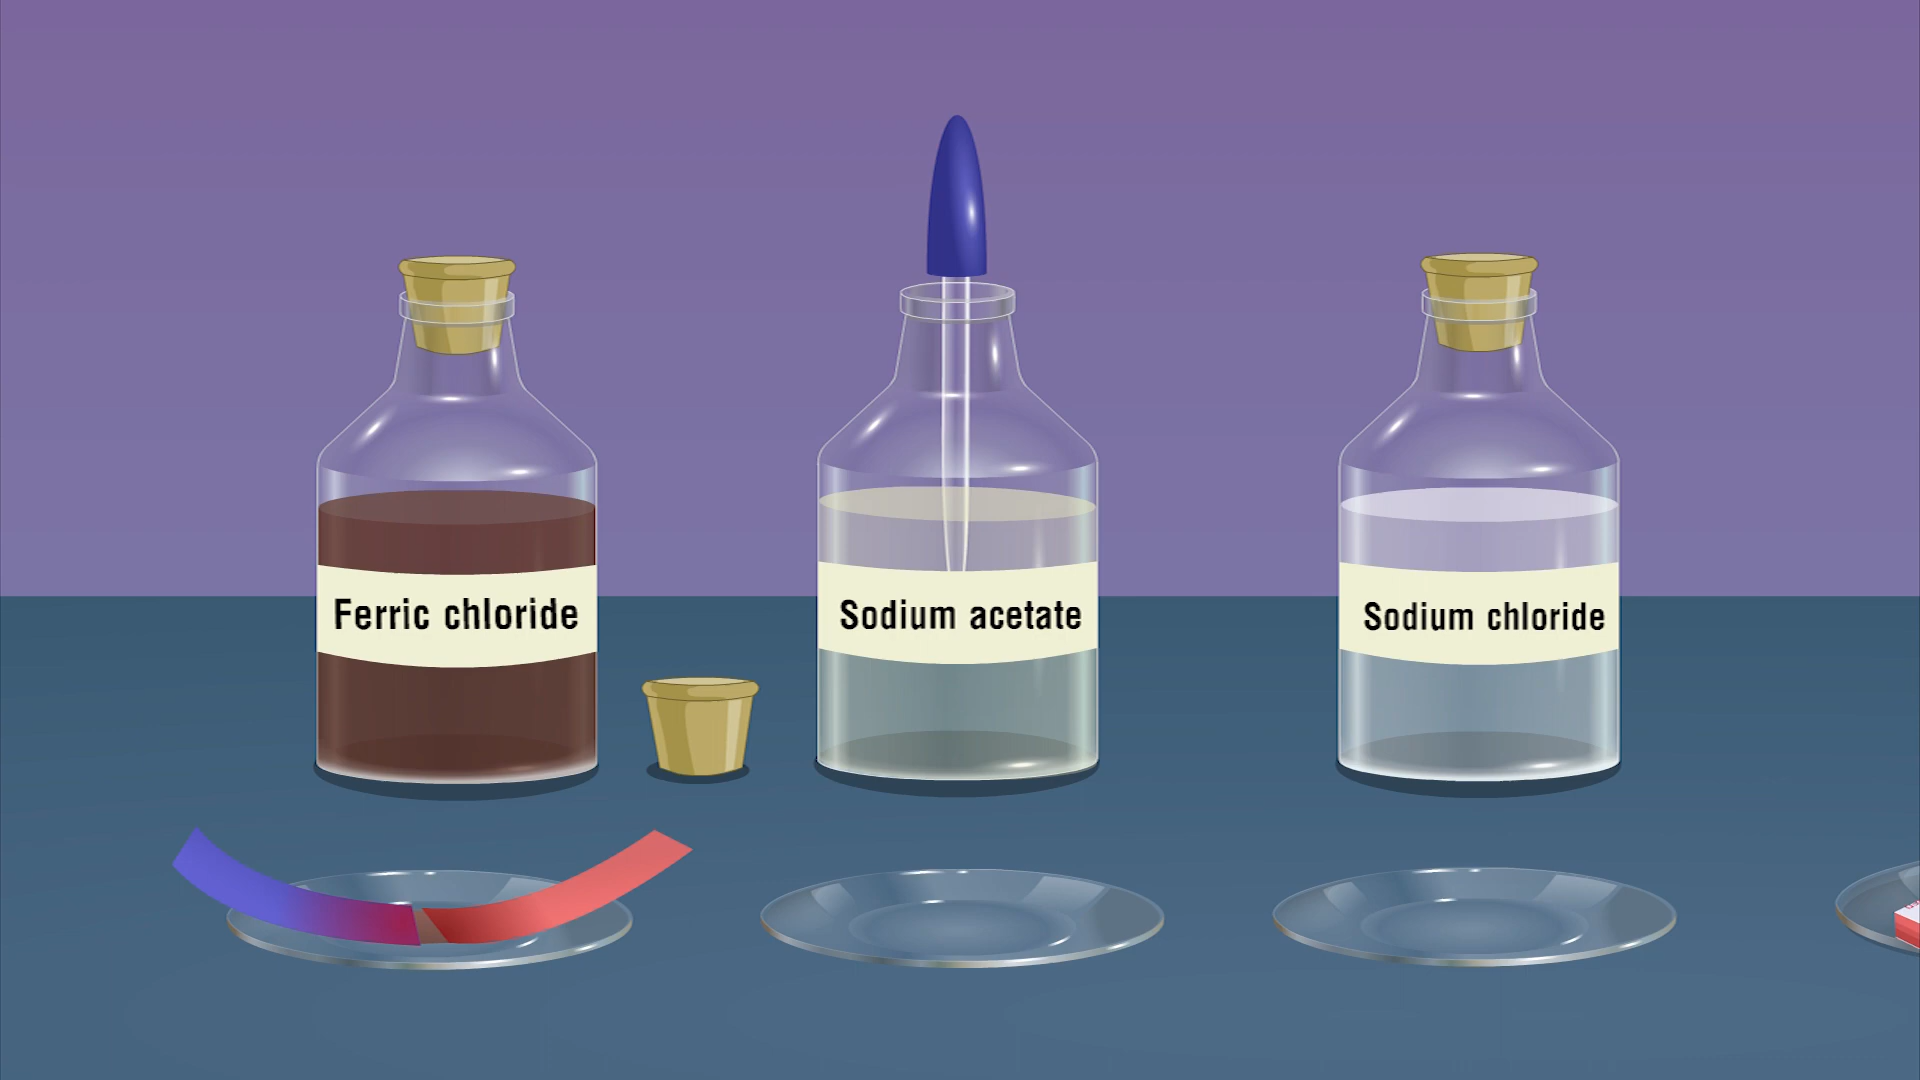 Ferric chloride
Sodium acetate
Sodium chloride